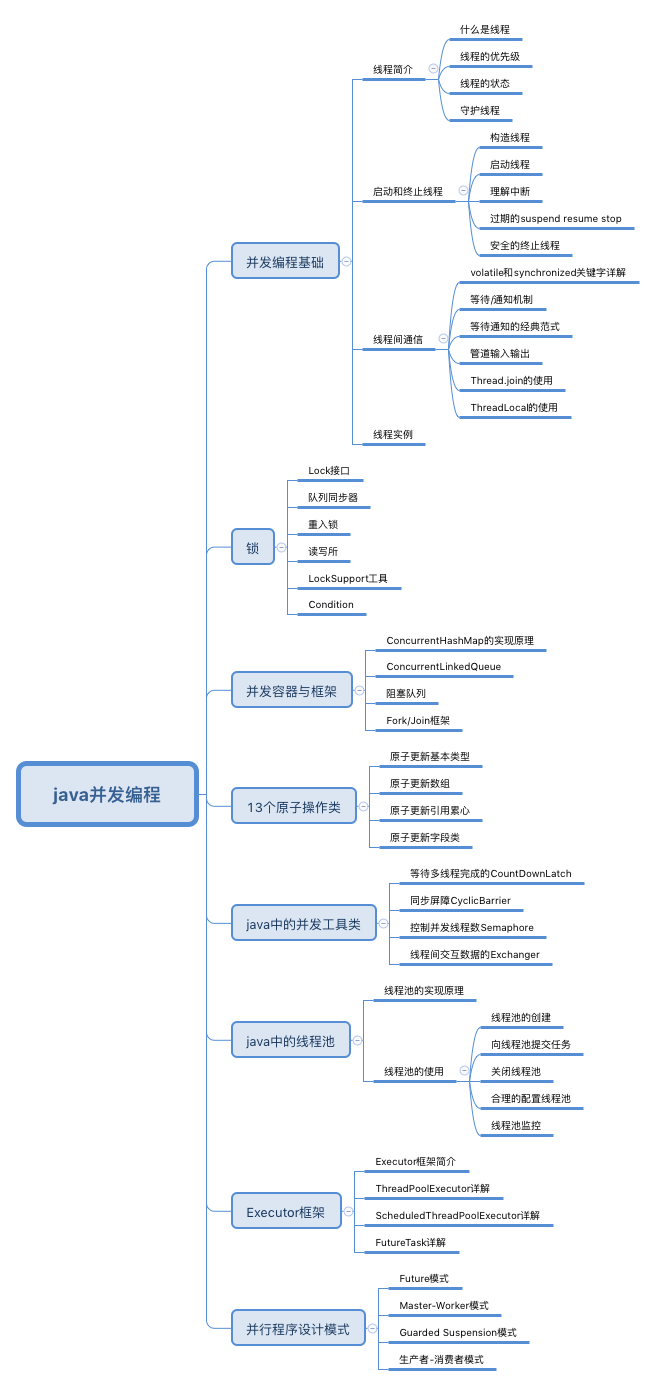 java并发编程
并发编程基础
线程简介
什么是线程
线程的优先级
线程的状态
守护线程
启动和终止线程
构造线程
启动线程
理解中断
过期的suspend resume stop
安全的终止线程
线程间通信
volatile和synchronized关键字详解
等待/通知机制
等待通知的经典范式
管道输入输出
Thread.join的使用
ThreadLocal的使用
线程实例
锁
Lock接口
队列同步器
重入锁
读写所
LockSupport工具
Condition
并发容器与框架
ConcurrentHashMap的实现原理
ConcurrentLinkedQueue
阻塞队列
Fork/Join框架
13个原子操作类
原子更新基本类型
原子更新数组
原子更新引用累心
原子更新字段类
java中的并发工具类
等待多线程完成的CountDownLatch
同步屏障CyclicBarrier
控制并发线程数Semaphore
线程间交互数据的Exchanger
java中的线程池
线程池的实现原理
线程池的使用
线程池的创建
向线程池提交任务
关闭线程池
合理的配置线程池
线程池监控
Executor框架
Executor框架简介
ThreadPoolExecutor详解
ScheduledThreadPoolExecutor详解
FutureTask详解
并行程序设计模式
Future模式
Master-Worker模式
Guarded Suspension模式
生产者-消费者模式